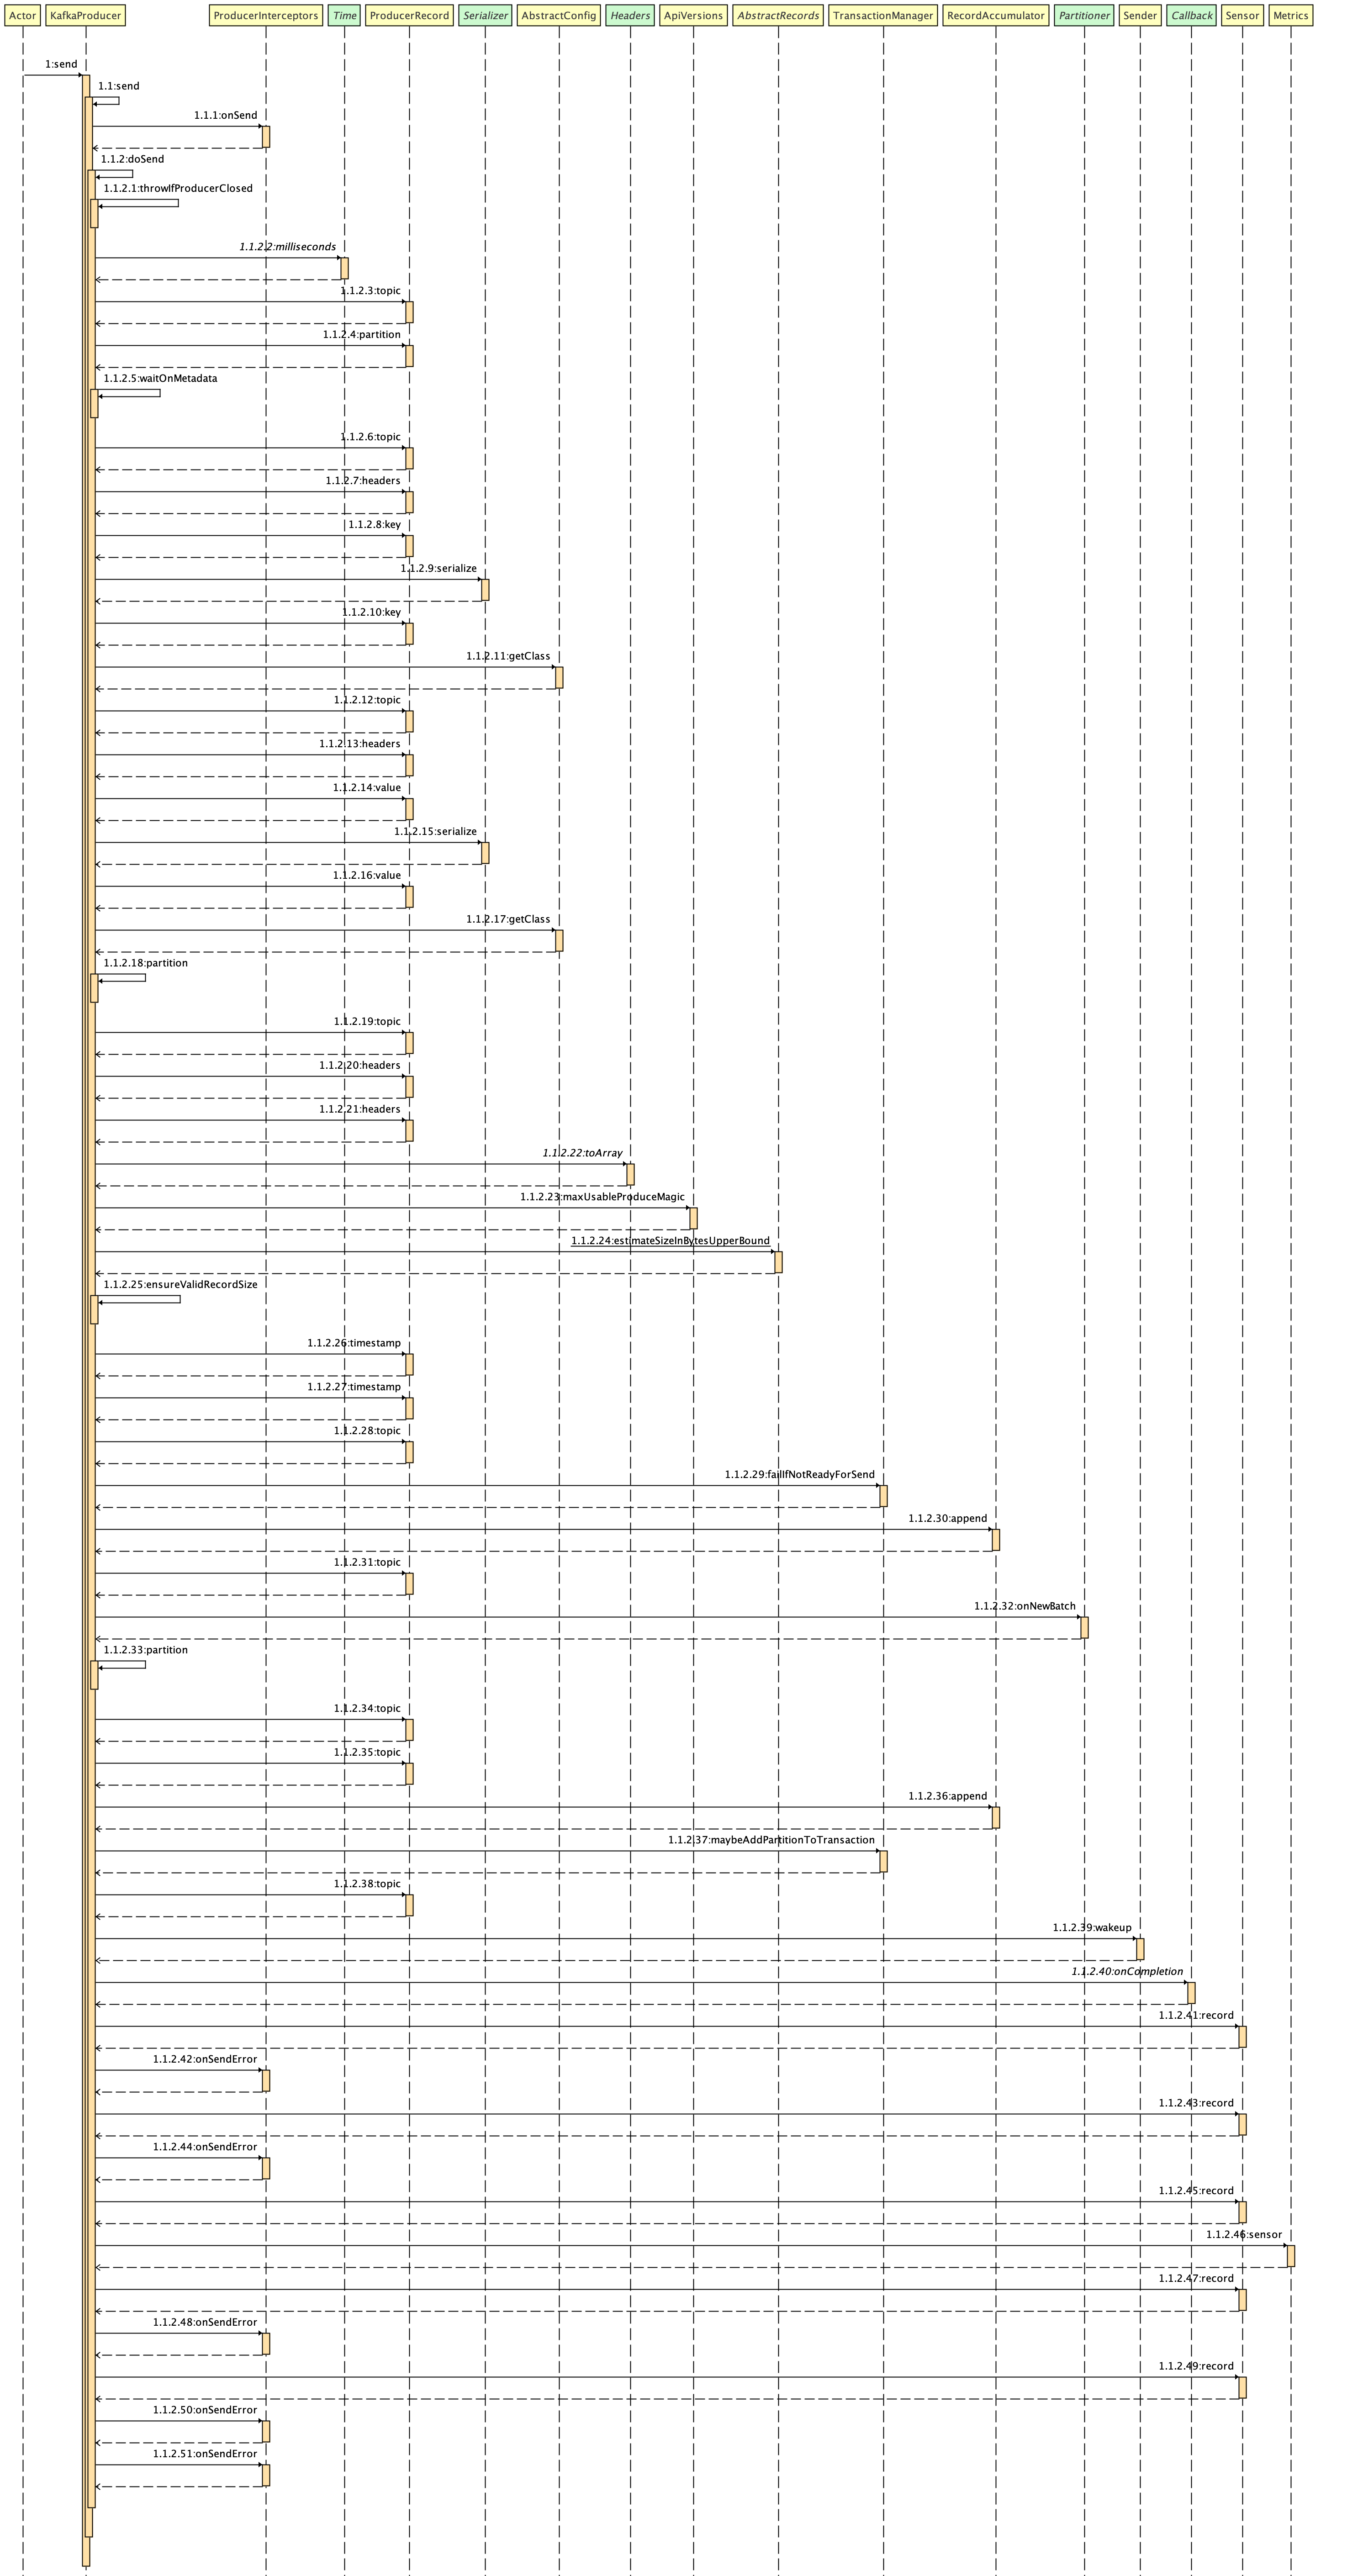 Actor
KafkaProducer
ProducerInterceptors
Time
ProducerRecord
Serializer
AbstractConfig
Headers
ApiVersions
AbstractRecords
TransactionManager
RecordAccumulator
Partitioner
Sender
Callback
Sensor
Metrics
1:send
1.1:send
1.1.1:onSend
1.1.2:doSend
1.1.2.1:throwIfProducerClosed
1.1.2.2:milliseconds
1.1.2.3:topic
1.1.2.4:partition
1.1.2.5:waitOnMetadata
1.1.2.6:topic
1.1.2.7:headers
1.1.2.8:key
1.1.2.9:serialize
1.1.2.10:key
1.1.2.11:getClass
1.1.2.12:topic
1.1.2.13:headers
1.1.2.14:value
1.1.2.15:serialize
1.1.2.16:value
1.1.2.17:getClass
1.1.2.18:partition
1.1.2.19:topic
1.1.2.20:headers
1.1.2.21:headers
1.1.2.22:toArray
1.1.2.23:maxUsableProduceMagic
1.1.2.24:estimateSizeInBytesUpperBound
1.1.2.25:ensureValidRecordSize
1.1.2.26:timestamp
1.1.2.27:timestamp
1.1.2.28:topic
1.1.2.29:failIfNotReadyForSend
1.1.2.30:append
1.1.2.31:topic
1.1.2.32:onNewBatch
1.1.2.33:partition
1.1.2.34:topic
1.1.2.35:topic
1.1.2.36:append
1.1.2.37:maybeAddPartitionToTransaction
1.1.2.38:topic
1.1.2.39:wakeup
1.1.2.40:onCompletion
1.1.2.41:record
1.1.2.42:onSendError
1.1.2.43:record
1.1.2.44:onSendError
1.1.2.45:record
1.1.2.46:sensor
1.1.2.47:record
1.1.2.48:onSendError
1.1.2.49:record
1.1.2.50:onSendError
1.1.2.51:onSendError